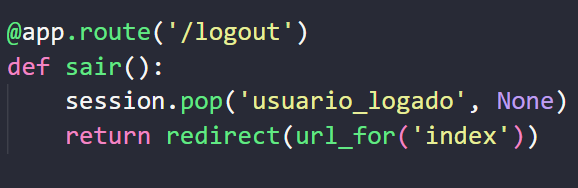 @app.route('/logout')
def sair():
    session.pop('usuario_logado', None)
    return redirect(url_for('index'))